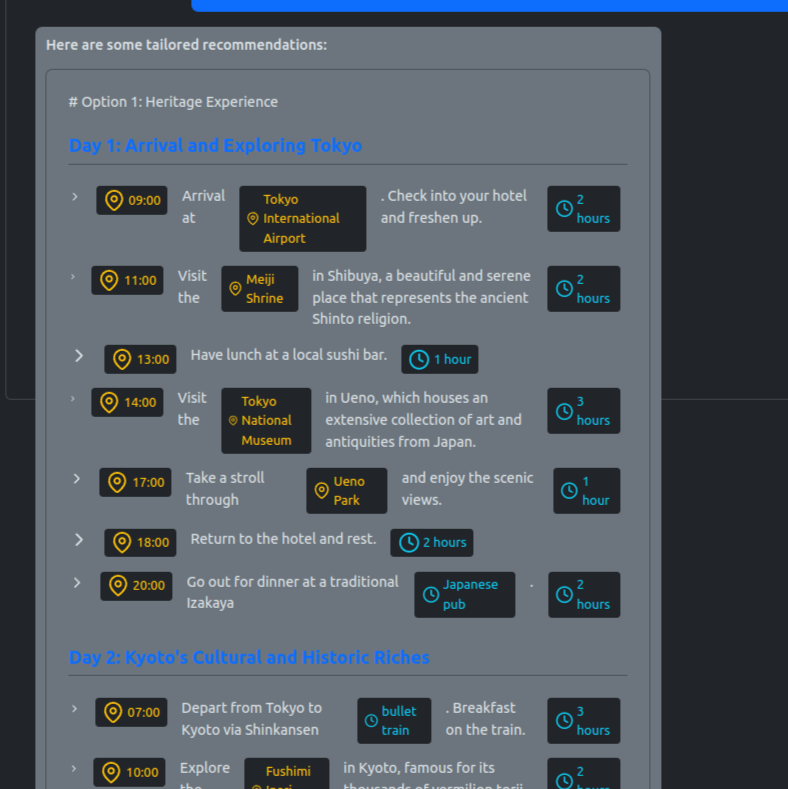 Here are some tailored recommendations:
# Option 1: Heritage Experience
Day 1: Arrival and Exploring Tokyo
09:00 Arrival at Tokyo International Airport . Check into your hotel and freshen up. 2 hours
11:00 Visit the Meiji Shrine in Shibuya, a beautiful and serene place that represents the ancient Shinto religion. 2 hours
13:00 Have lunch at a local sushi bar. 1 hour
14:00 Visit the Tokyo National Museum in Ueno, which houses an extensive collection of art and antiquities from Japan. 3 hours
17:00 Take a stroll through Ueno Park and enjoy the scenic views. 1 hour
18:00 Return to the hotel and rest. 2 hours
20:00 Go out for dinner at a traditional Izakaya Japanese pub . 2 hours
Day 2: Kyoto's Cultural and Historic Riches
07:00 Depart from Tokyo to Kyoto via Shinkansen bullet train . Breakfast on the train. 3 hours
10:00 Explore Fushimi in Kyoto, famous for its 2